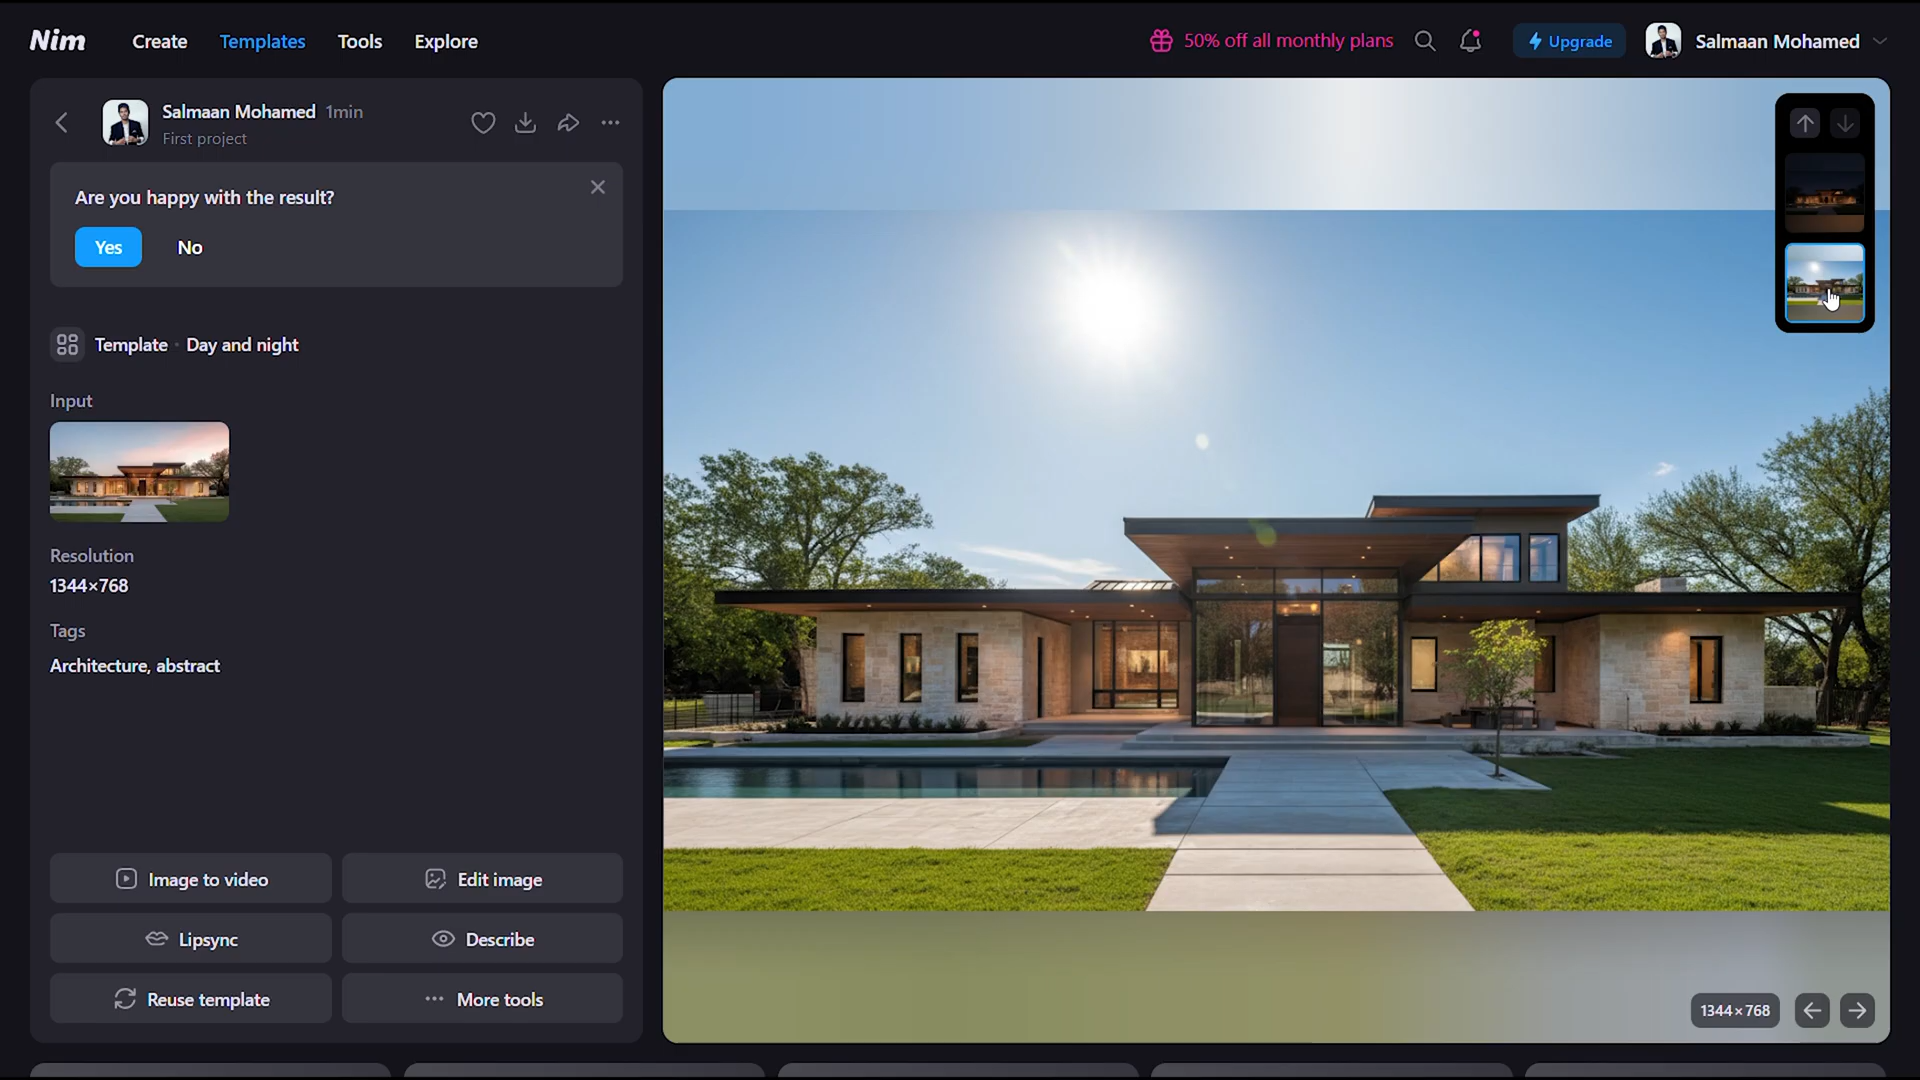 Nim
Create
Templates
Tools
Explore
50% off all monthly plans
Upgrade
Salmaan Mohamed
Salmaan Mohamed 1min
First project
Are you happy with the result?
Yes
No
Template · Day and night
Input
Resolution
1344×768
Tags
Architecture, abstract
Image to video
Edit image
Lipsync
Describe
Reuse template
More tools
1344×768